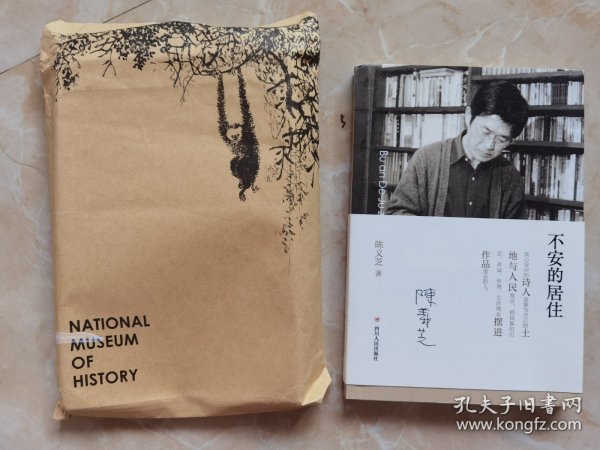 NATIONAL
MUSEUM
OF
HISTORY
Bu an De Ju
不安的居住
诗人
土
地与人民
摆进
作品
陈义芝 著
陳義芝
四川人民出版社
孔夫子旧书网
www.kongfz.com